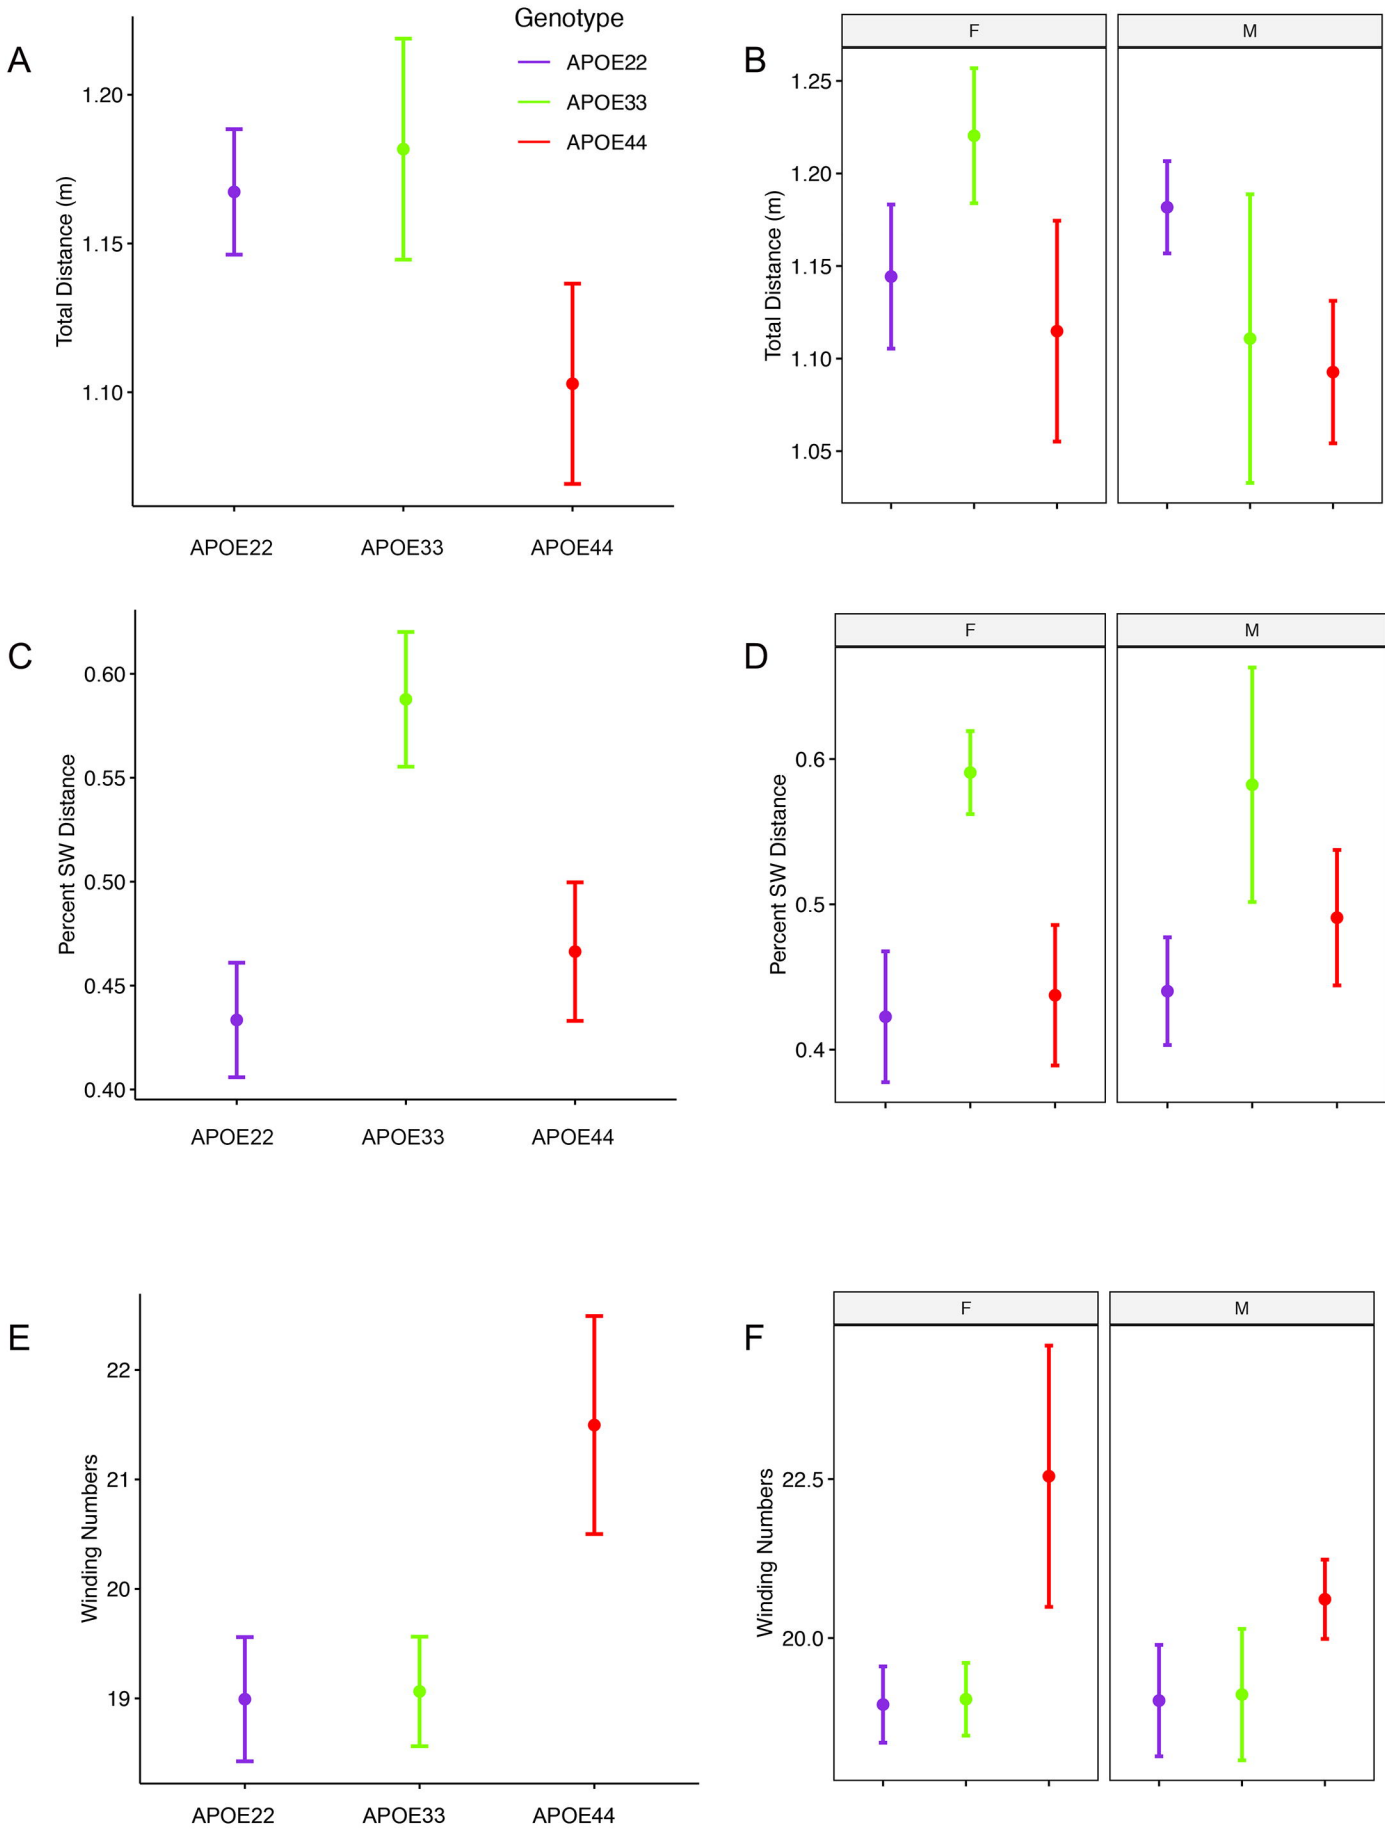 A
Genotype
APOE22
APOE33
APOE44
Total Distance (m)
1.20
1.15
1.10
APOE22 APOE33 APOE44
B
F M
Total Distance (m)
1.25
1.20
1.15
1.10
1.05
C
Percent SW Distance
0.60
0.55
0.50
0.45
0.40
APOE22 APOE33 APOE44
D
F M
Percent SW Distance
0.6
0.5
0.4
E
Winding Numbers
22
21
20
19
APOE22 APOE33 APOE44
F
F M
Winding Numbers
22.5
20.0